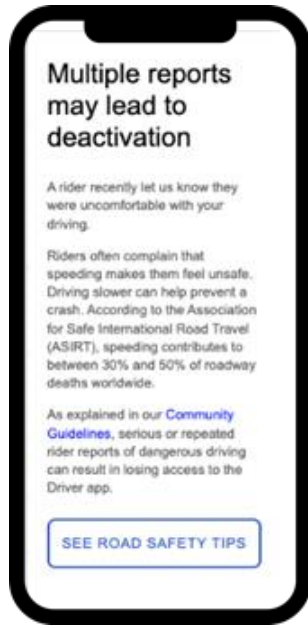 Multiple reports
may lead to
deactivation
A rider recently let us know they
were uncomfortable with your
driving.
Riders often complain that
speeding makes them feel unsafe.
Driving slower can help prevent a
crash. According to the Association
for Safe International Road Travel
(ASIRT), speeding contributes to
between 30% and 50% of roadway
deaths worldwide.
As explained in our Community
Guidelines, serious or repeated
rider reports of dangerous driving
can result in losing access to the
Driver app.
SEE ROAD SAFETY TIPS